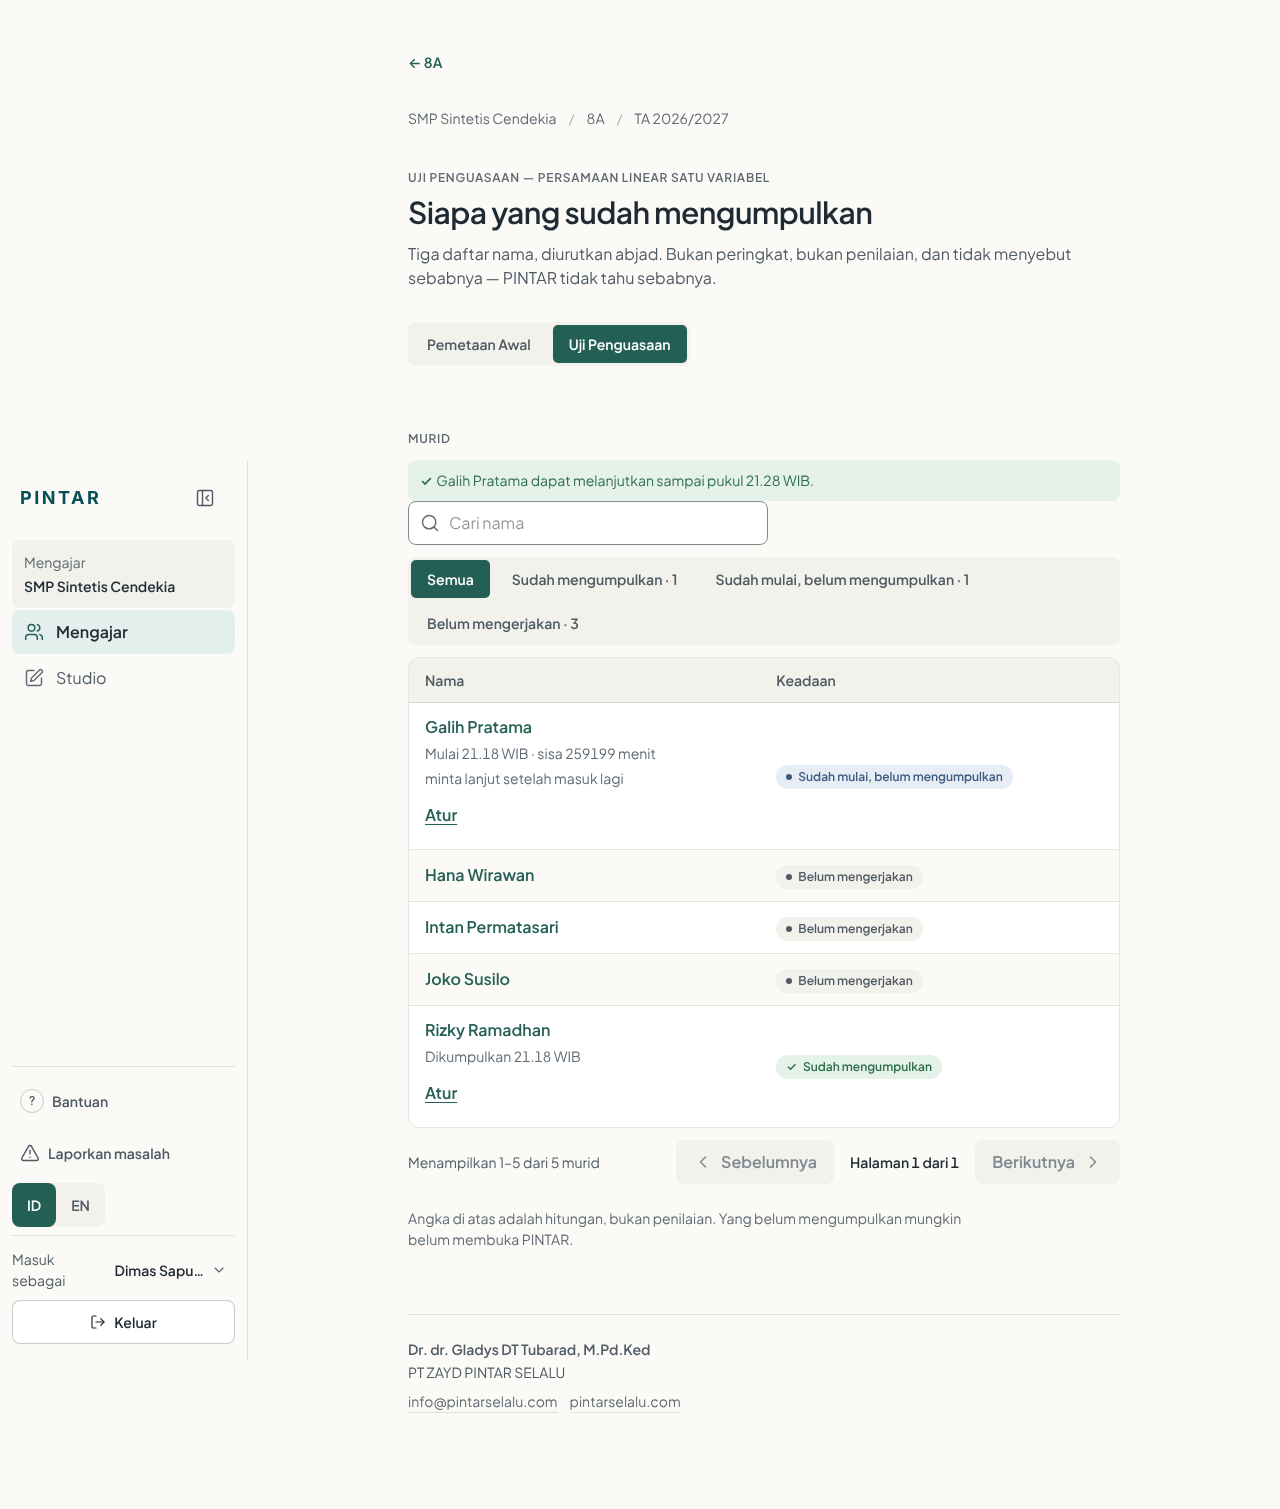 ← 8A
SMP Sintetis Cendekia / 8A / TA 2026/2027
UJI PENGUASAAN — PERSAMAAN LINEAR SATU VARIABEL
Siapa yang sudah mengumpulkan
Tiga daftar nama, diurutkan abjad. Bukan peringkat, bukan penilaian, dan tidak menyebut
sebabnya — PINTAR tidak tahu sebabnya.
Pemetaan Awal
Uji Penguasaan
MURID
Galih Pratama dapat melanjutkan sampai pukul 21.28 WIB.
Cari nama
Semua
Sudah mengumpulkan · 1
Sudah mulai, belum mengumpulkan · 1
Belum mengerjakan · 3
Nama
Keadaan
Galih Pratama
Mulai 21.18 WIB · sisa 259199 menit
minta lanjut setelah masuk lagi
Atur
Sudah mulai, belum mengumpulkan
Hana Wirawan
Belum mengerjakan
Intan Permatasari
Belum mengerjakan
Joko Susilo
Belum mengerjakan
Rizky Ramadhan
Dikumpulkan 21.18 WIB
Atur
Sudah mengumpulkan
Menampilkan 1–5 dari 5 murid
Sebelumnya
Halaman 1 dari 1
Berikutnya
Angka di atas adalah hitungan, bukan penilaian. Yang belum mengumpulkan mungkin
belum membuka PINTAR.
Dr. dr. Gladys DT Tubarad, M.Pd.Ked
PT ZAYD PINTAR SELALU
info@pintarselalu.com pintarselalu.com
PINTAR
Mengajar
SMP Sintetis Cendekia
Mengajar
Studio
? Bantuan
Laporkan masalah
ID EN
Masuk
sebagai
Dimas Sapu...
Keluar